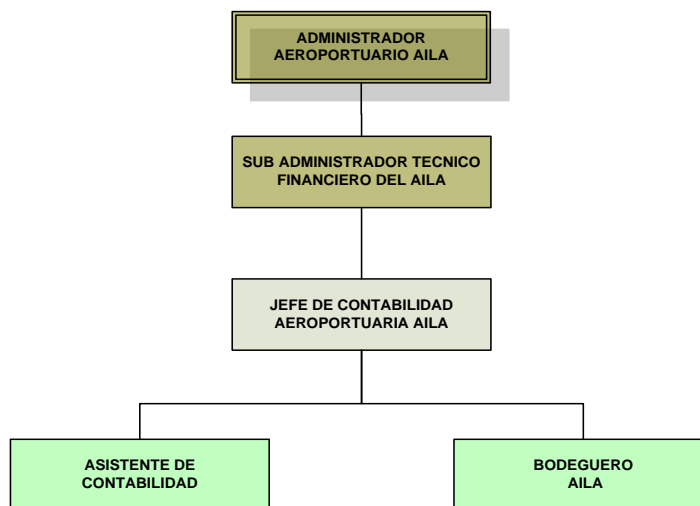 ADMINISTRADOR
AEROPORTUARIO AILA
SUB ADMINISTRADOR TECNICO
FINANCIERO DEL AILA
JEFE DE CONTABILIDAD
AEROPORTUARIA AILA
ASISTENTE DE
CONTABILIDAD
BODEGUERO
AILA